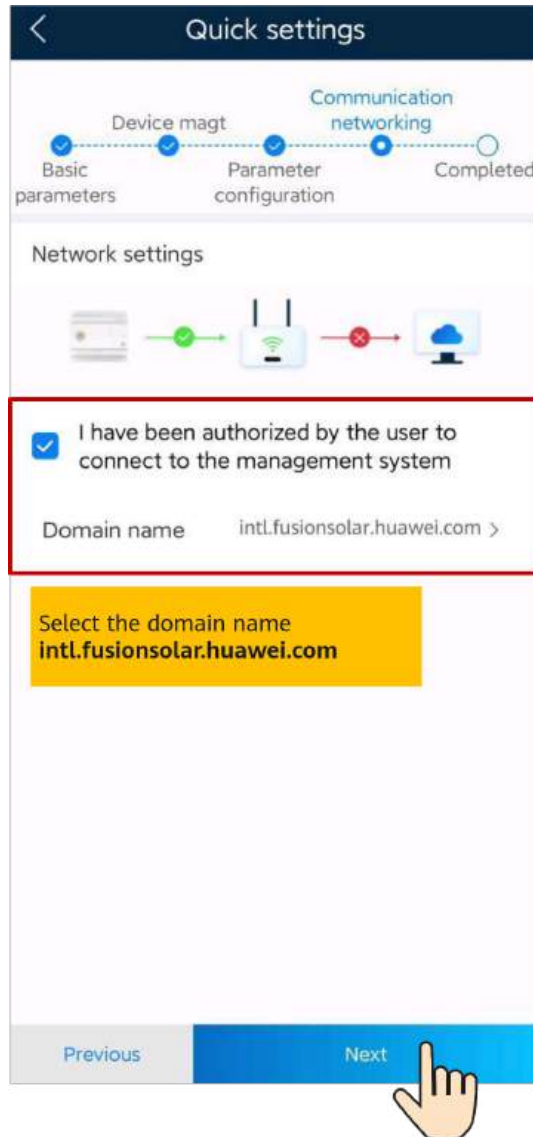 Quick settings
Communication
Device magt networking
Basic Parameter Completed
parameters configuration
Network settings
I have been authorized by the user to
connect to the management system
Domain name intl.fusionsolar.huawei.com >
Select the domain name
intl.fusionsolar.huawei.com
Previous Next